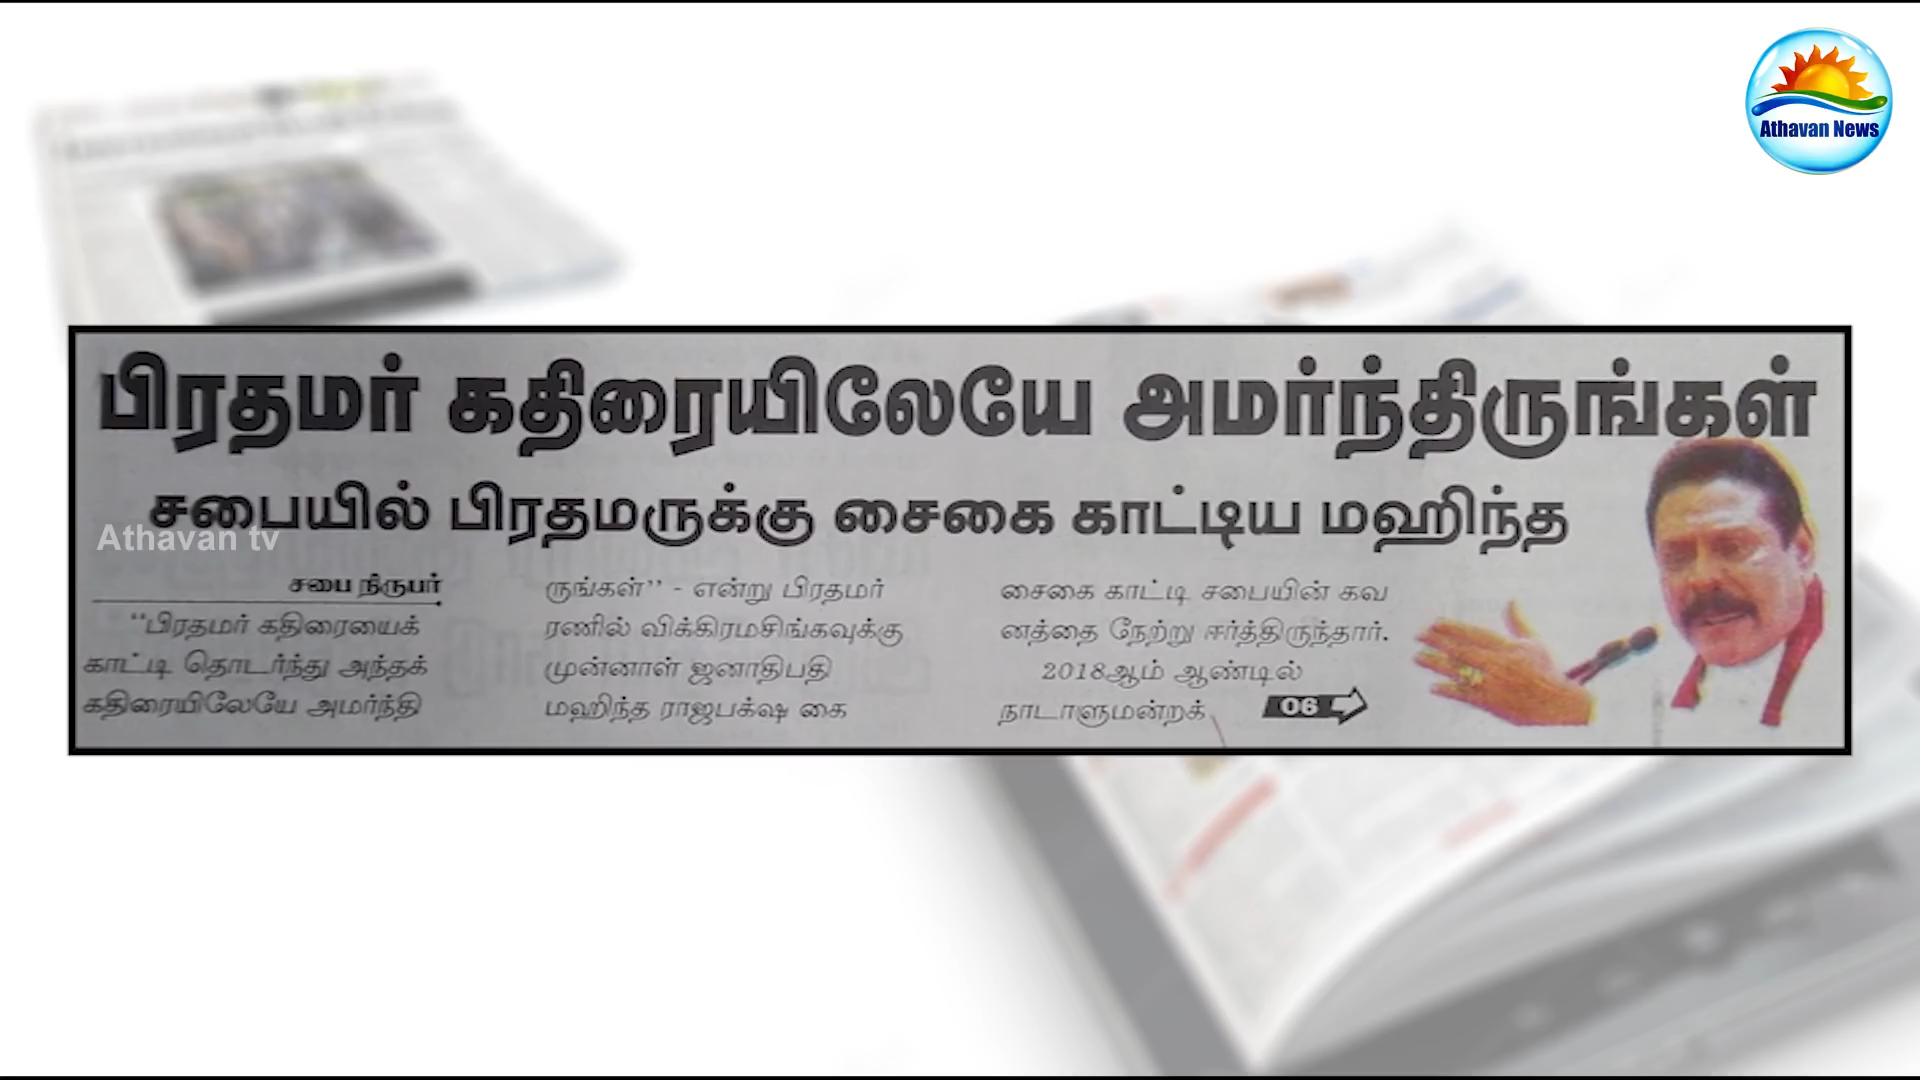 Athavan News
பிரதமர் கதிரையிலேயே அமர்ந்திருங்கள்
சபையில் பிரதமருக்கு சைகை காட்டிய மஹிந்த
Athavan tv
சபை நிருபர்
“பிரதமர் கதிரையைக்
காட்டி தொடர்ந்து அந்தக்
கதிரையிலேயே அமர்ந்தி
ருங்கள்” - என்று பிரதமர்
ரணில் விக்கிரமசிங்கவுக்கு
முன்னாள் ஜனாதிபதி
மஹிந்த ராஜபக்ஷ கை
சைகை காட்டி சபையின் கவ
னத்தை நேற்று ஈர்த்திருந்தார்.
2018ஆம் ஆண்டில்
நாடாளுமன்றக்
06